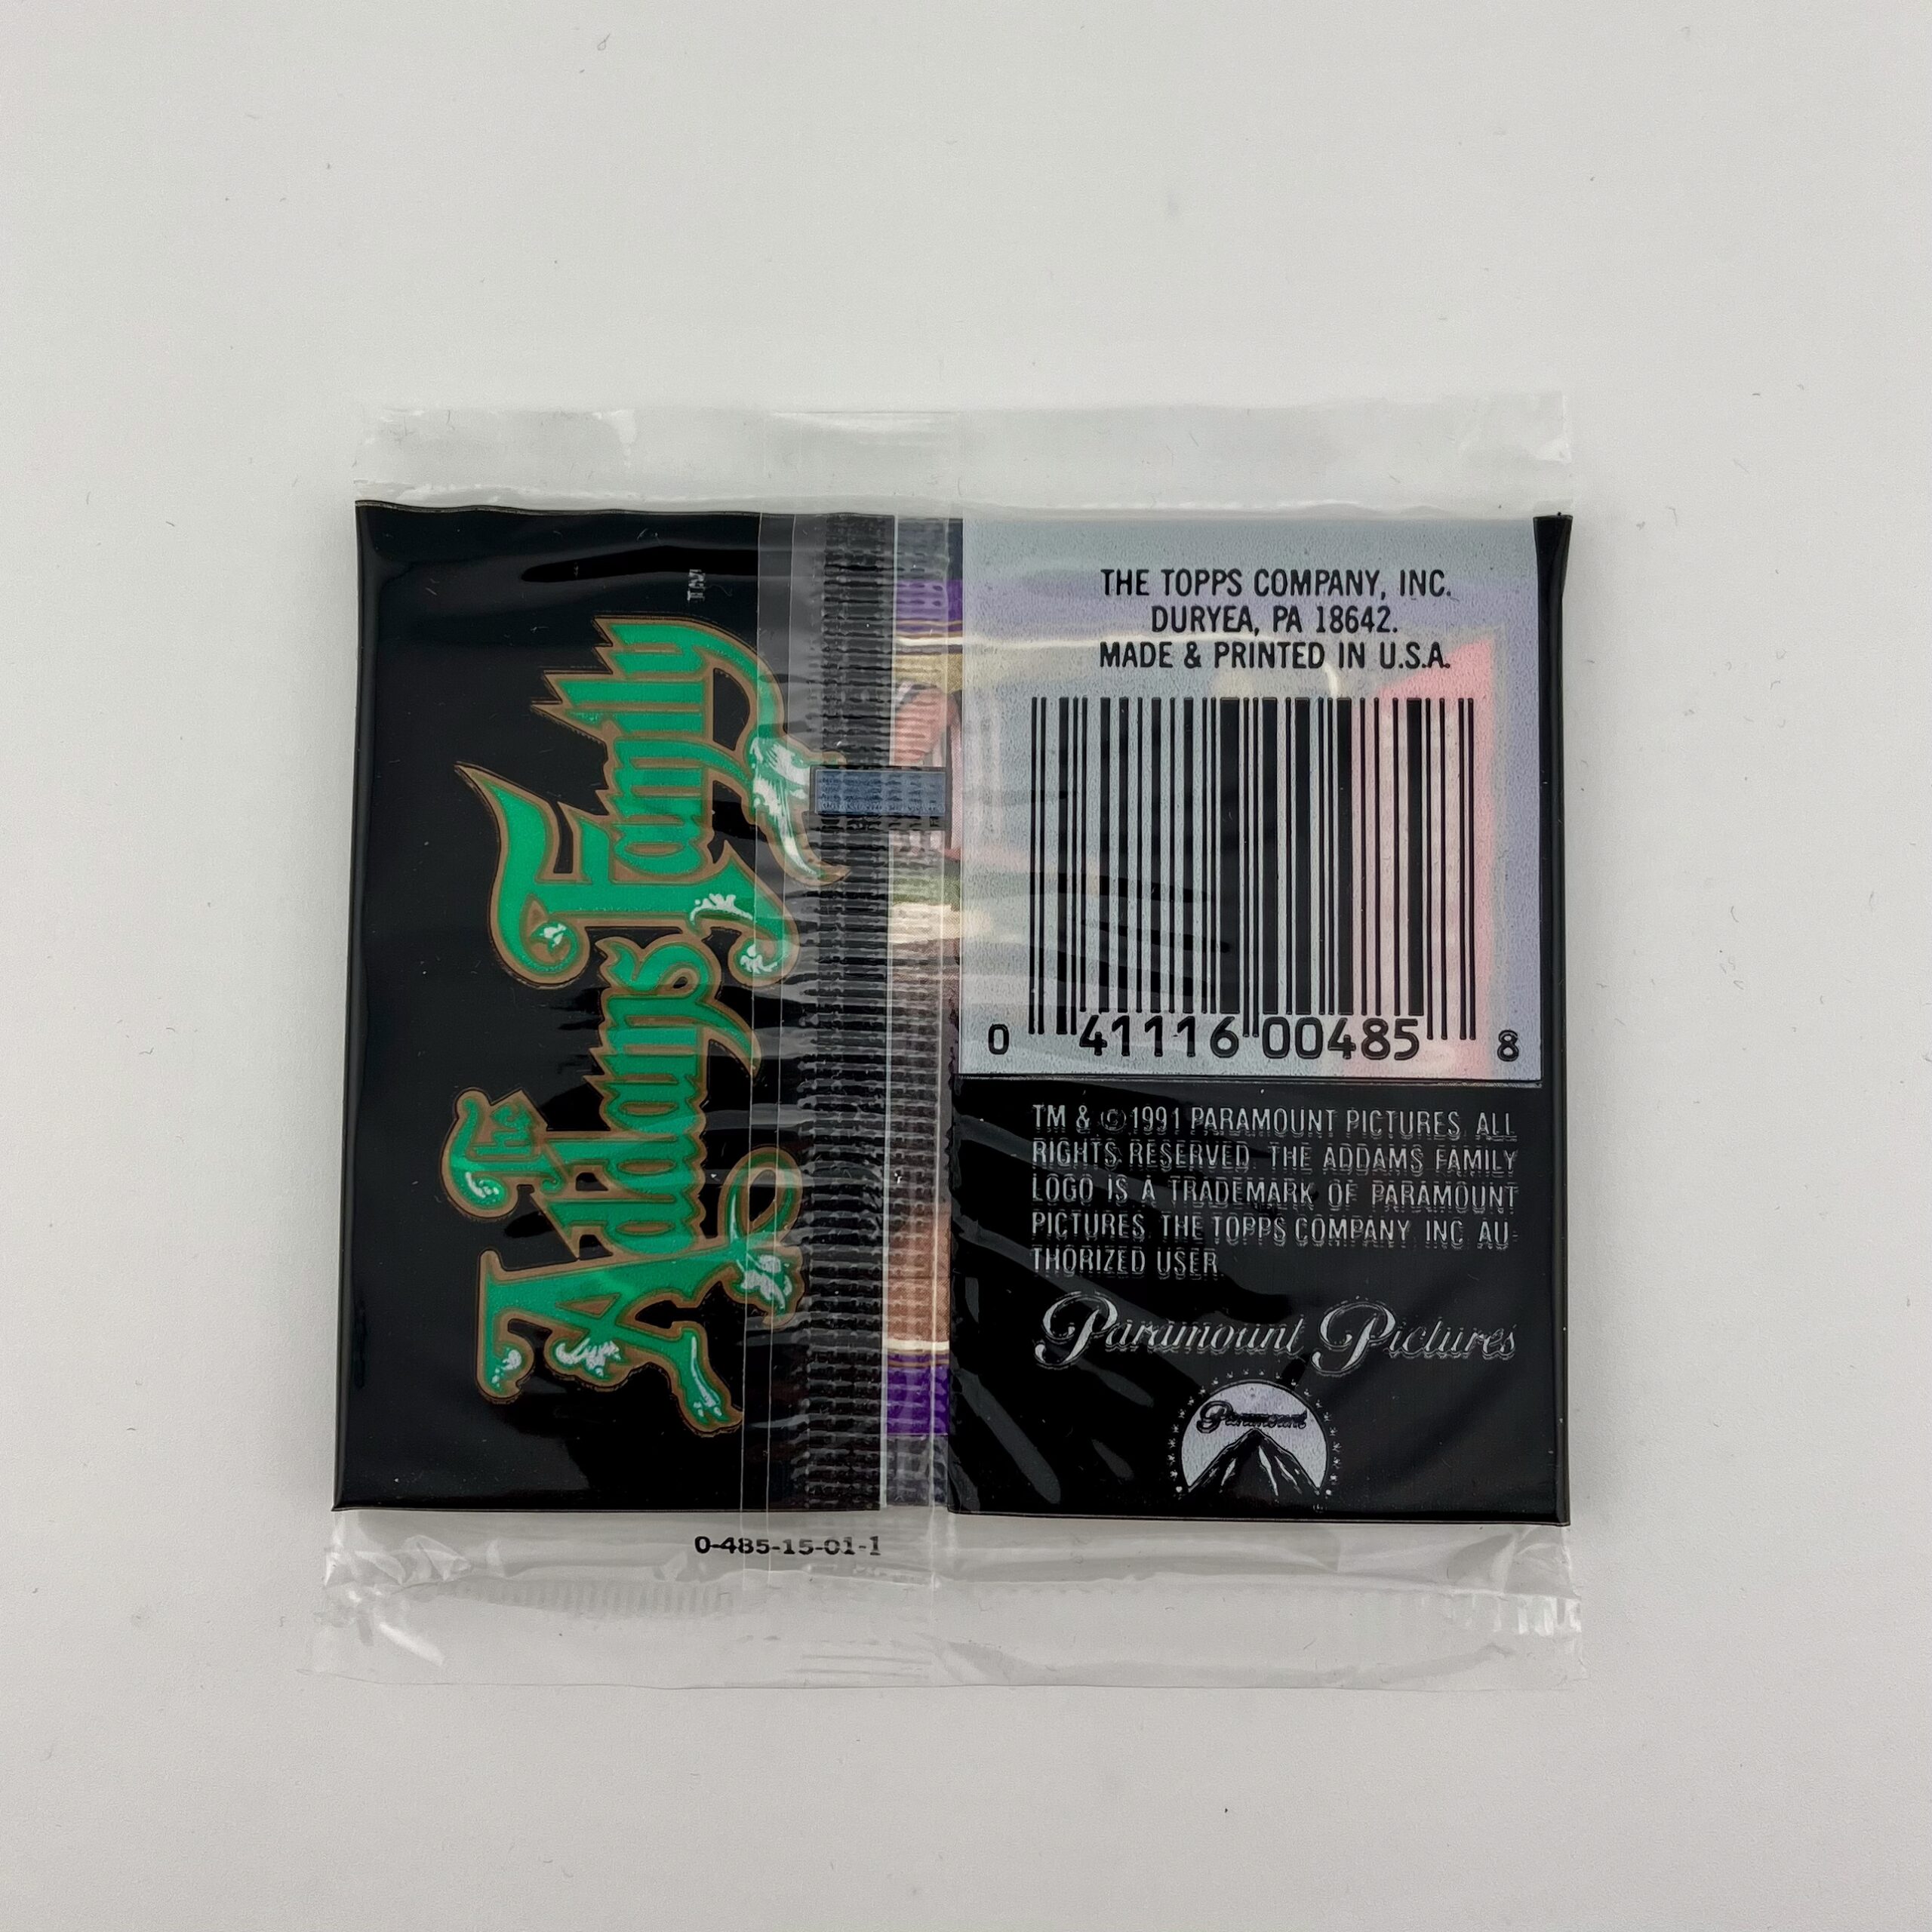 The
Addams Family
TM
THE TOPPS COMPANY, INC.
DURYEA, PA 18642.
MADE & PRINTED IN U.S.A.
0 41116 00485 8
TM & © 1991 PARAMOUNT PICTURES. ALL
RIGHTS RESERVED. THE ADDAMS FAMILY
LOGO IS A TRADEMARK OF PARAMOUNT
PICTURES. THE TOPPS COMPANY, INC AU-
THORIZED USER
Paramount Pictures
Paramount
0-485-15-01-1